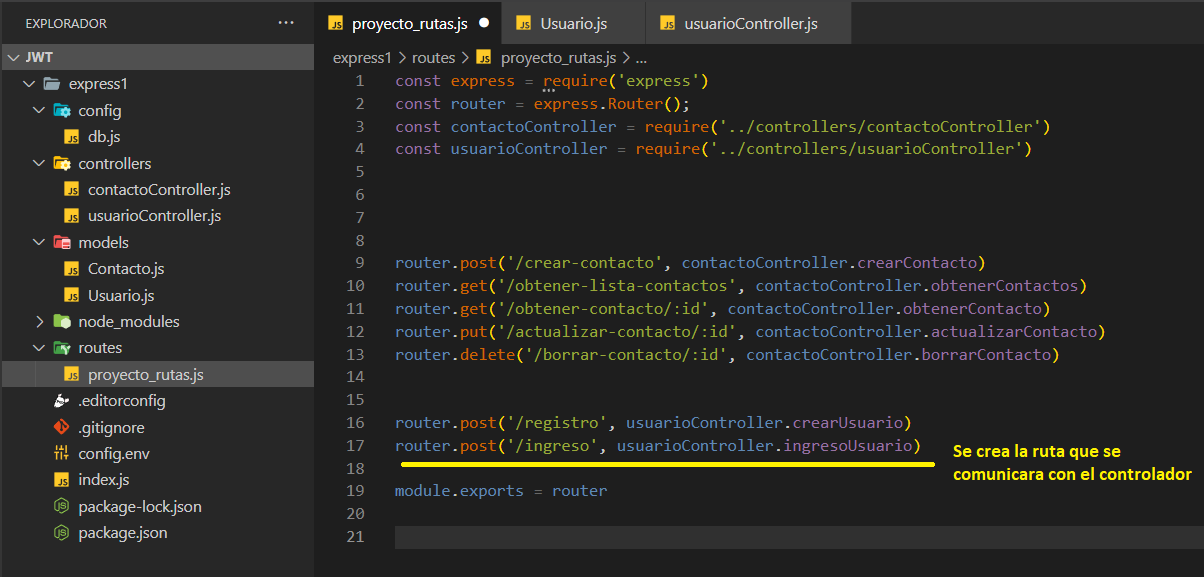 EXPLORADOR
JWT
express1
config
db.js
controllers
contactoController.js
usuarioController.js
models
Contacto.js
Usuario.js
node_modules
routes
proyecto_rutas.js
.editorconfig
.gitignore
config.env
index.js
package-lock.json
package.json
proyecto_rutas.js Usuario.js usuarioController.js
express1 > routes > proyecto_rutas.js > ...
1 const express = require('express')
2 const router = express.Router();
3 const contactoController = require('../controllers/contactoController')
4 const usuarioController = require('../controllers/usuarioController')
5
6
7
8
9 router.post('/crear-contacto', contactoController.crearContacto)
10 router.get('/obtener-lista-contactos', contactoController.obtenerContactos)
11 router.get('/obtener-contacto/:id', contactoController.obtenerContacto)
12 router.put('/actualizar-contacto/:id', contactoController.actualizarContacto)
13 router.delete('/borrar-contacto/:id', contactoController.borrarContacto)
14
15
16 router.post('/registro', usuarioController.crearUsuario)
17 router.post('/ingreso', usuarioController.ingresoUsuario)
18
19 module.exports = router
20
21
Se crea la ruta que se
comunicara con el controlador